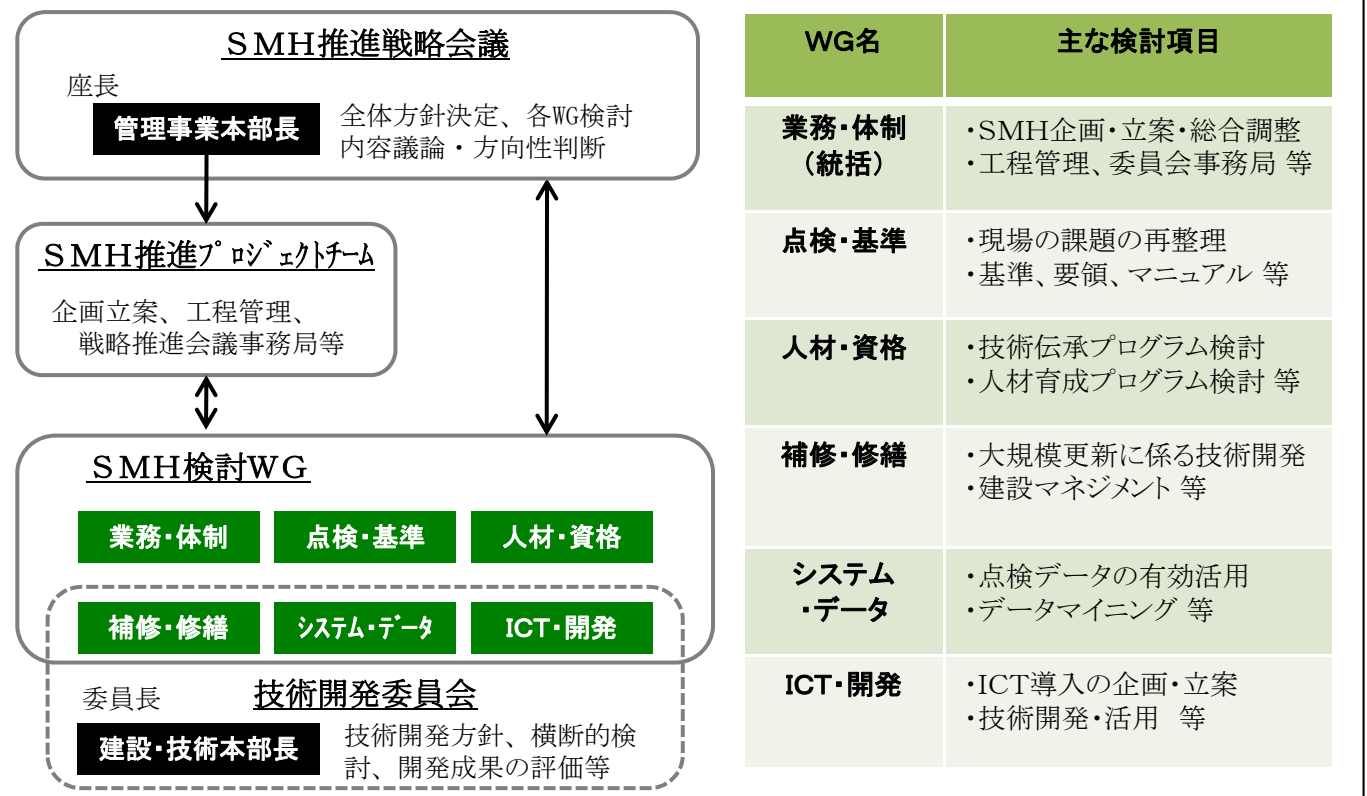 ＳＭＨ推進戦略会議
座長
管理事業本部長
全体方針決定、各WG検討
内容議論・方向性判断
ＳＭＨ推進ﾌﾟﾛｼﾞｪｸﾄﾁｰﾑ
企画立案、工程管理、
戦略推進会議事務局等
ＳＭＨ検討ＷＧ
業務・体制
点検・基準
人材・資格
補修・修繕
ｼｽﾃﾑ・ﾃﾞｰﾀ
ＩＣＴ・開発
委員長
技術開発委員会
建設・技術本部長
技術開発方針、横断的検
討、開発成果の評価等
ＷＧ名
主な検討項目
業務・体制
（統括）
・ＳＭＨ企画・立案・総合調整
・工程管理、委員会事務局 等
点検・基準
・現場の課題の再整理
・基準、要領、マニュアル 等
人材・資格
・技術伝承プログラム検討
・人材育成プログラム検討 等
補修・修繕
・大規模更新に係る技術開発
・建設マネジメント 等
システム
・データ
・点検データの有効活用
・データマイニング 等
ＩＣＴ・開発
・ＩＣＴ導入の企画・立案
・技術開発・活用　等